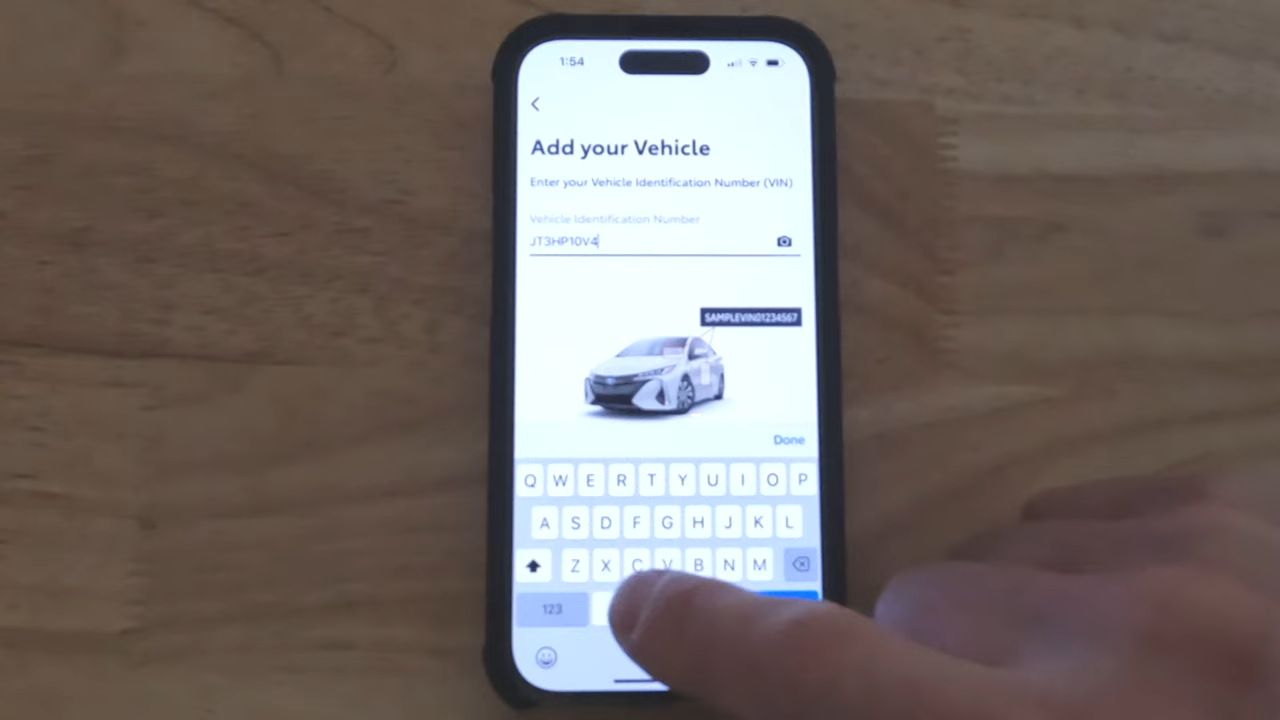 1:54
Add your Vehicle
Enter your Vehicle Identification Number (VIN)
Vehicle Identification Number
JT3HP10V4
SAMPLEVIN01234567
Done
Q W E R T Y U I O P
A S D F G H J K L
Z X C V B N M
123